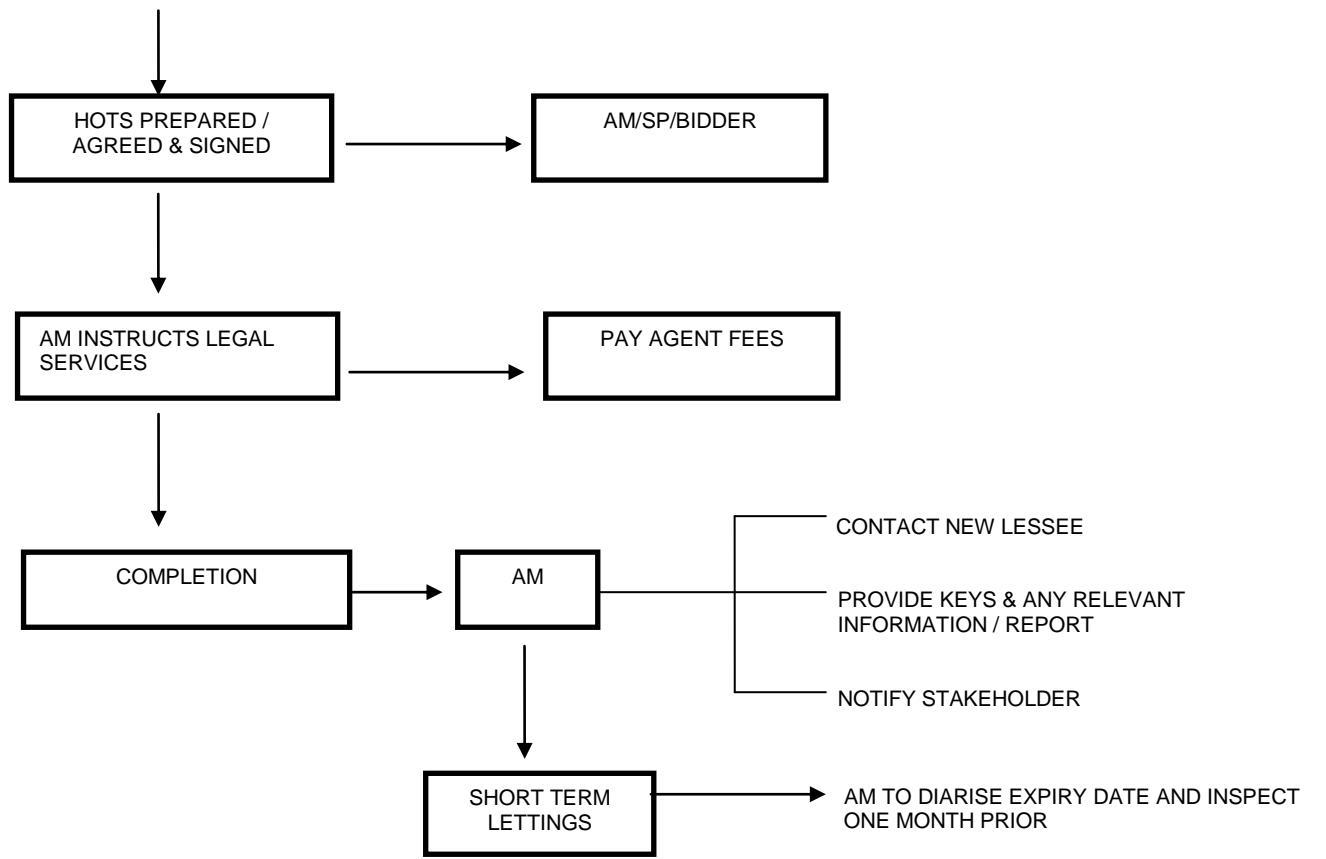 HOTS PREPARED /
AGREED & SIGNED
AM/SP/BIDDER
AM INSTRUCTS LEGAL
SERVICES
PAY AGENT FEES
COMPLETION
AM
CONTACT NEW LESSEE
PROVIDE KEYS & ANY RELEVANT
INFORMATION / REPORT
NOTIFY STAKEHOLDER
SHORT TERM
LETTINGS
AM TO DIARISE EXPIRY DATE AND INSPECT
ONE MONTH PRIOR